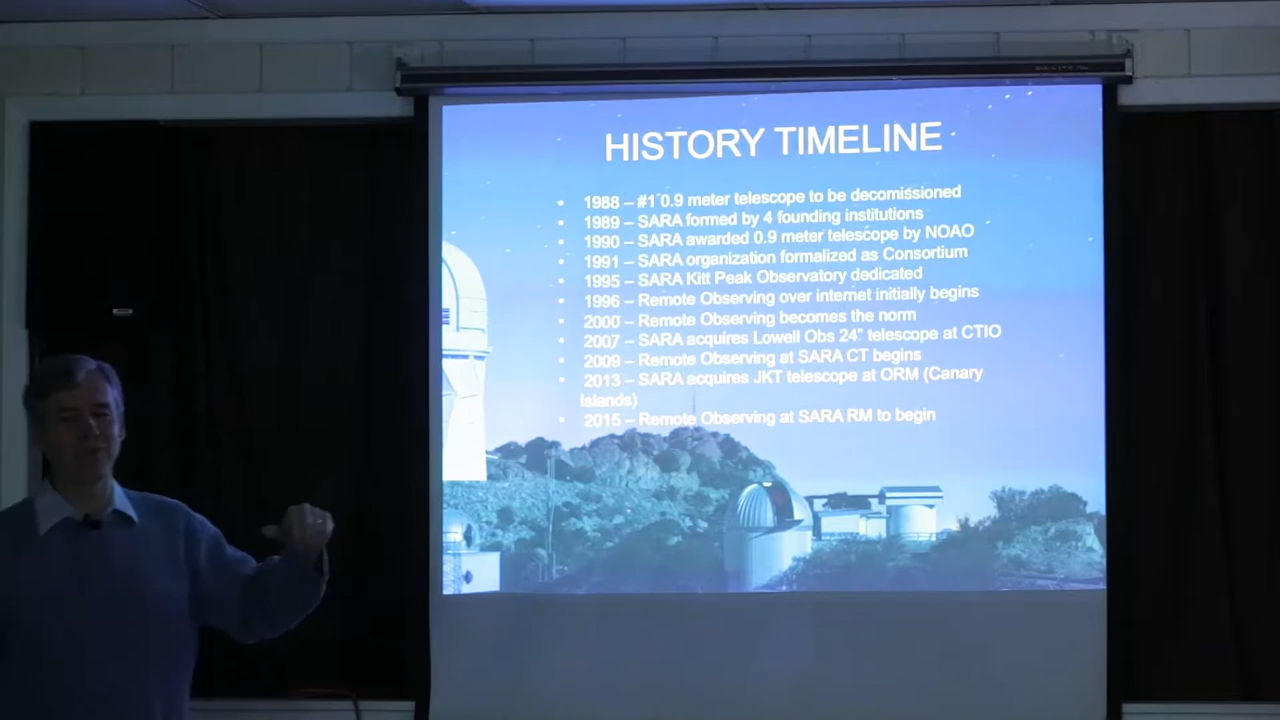 HISTORY TIMELINE
• 1988 – #1 0.9 meter telescope to be decomissioned
• 1989 – SARA formed by 4 founding institutions
• 1990 – SARA awarded 0.9 meter telescope by NOAO
• 1991 – SARA organization formalized as Consortium
• 1995 – SARA Kitt Peak Observatory dedicated
• 1996 – Remote Observing over internet initially begins
• 2000 – Remote Observing becomes the norm
• 2007 – SARA acquires Lowell Obs 24" telescope at CTIO
• 2009 – Remote Observing at SARA CT begins
• 2013 – SARA acquires JKT telescope at ORM (Canary
Islands)
• 2015 – Remote Observing at SARA RM to begin